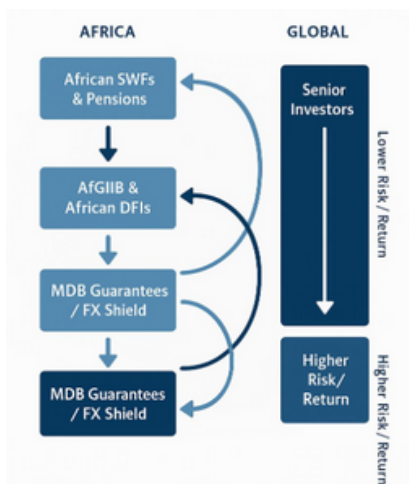 AFRICA
GLOBAL
African SWFs
& Pensions
AfGIIB &
African DFIs
MDB Guarantees
/ FX Shield
MDB Guarantees
/ FX Shield
Senior
Investors
Higher
Risk/
Return
Lower Risk / Return
Higher Risk / Return